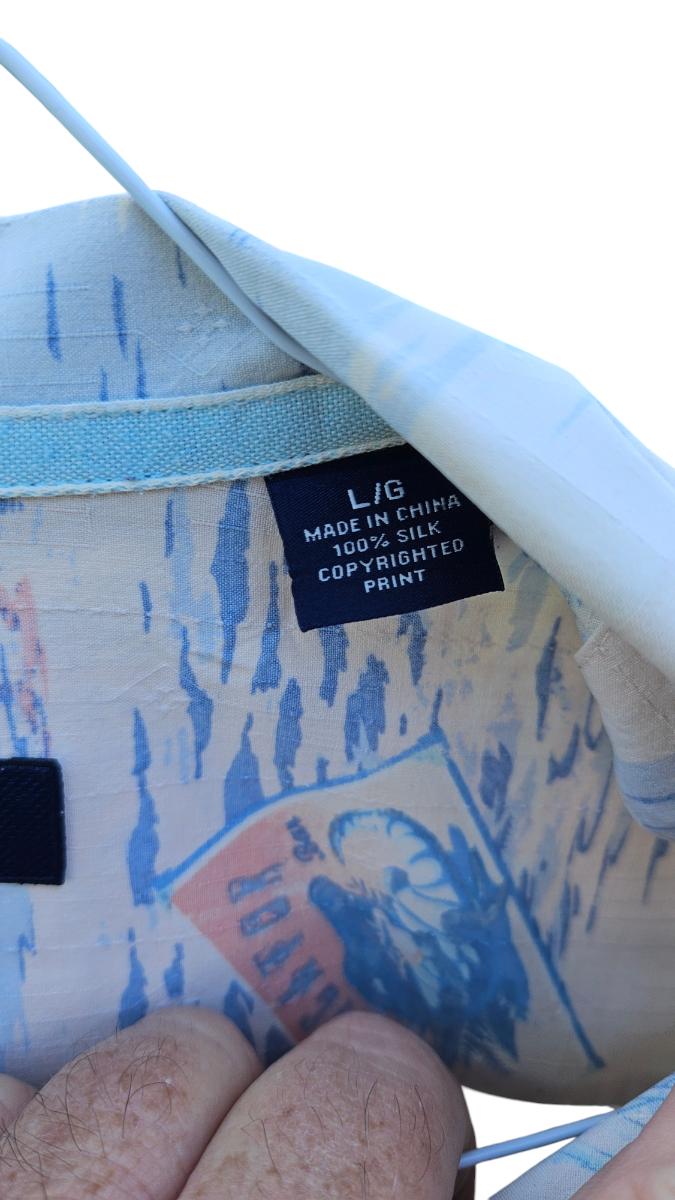 L/G
MADE IN CHINA
100% SILK
COPYRIGHTED
PRINT